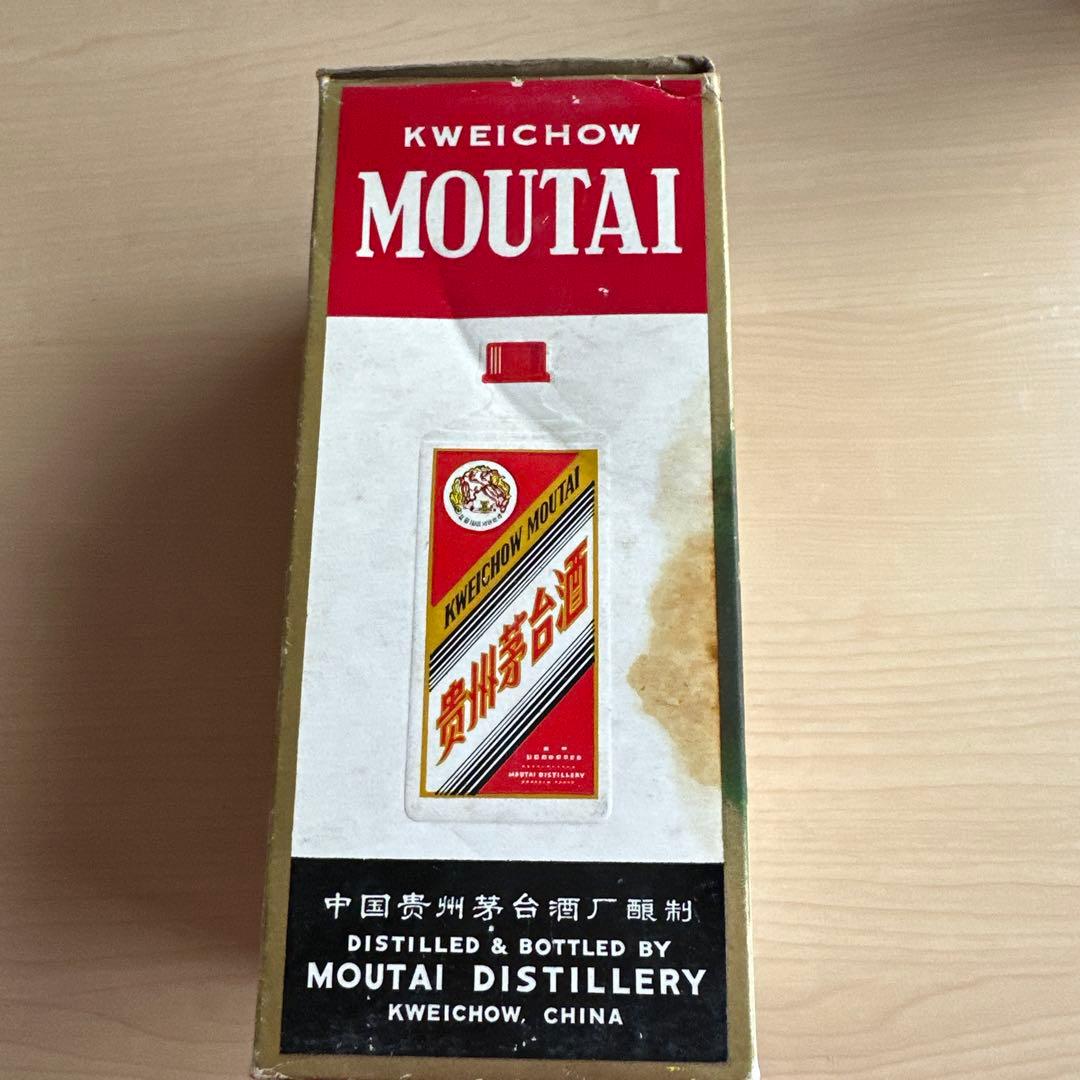 KWEICHOW
MOUTAI
KWEICHOW MOUTAI
贵州茅台酒
MOUTAI DISTILLERY
中国贵州茅台酒厂酿制
DISTILLED & BOTTLED BY
MOUTAI DISTILLERY
KWEICHOW, CHINA